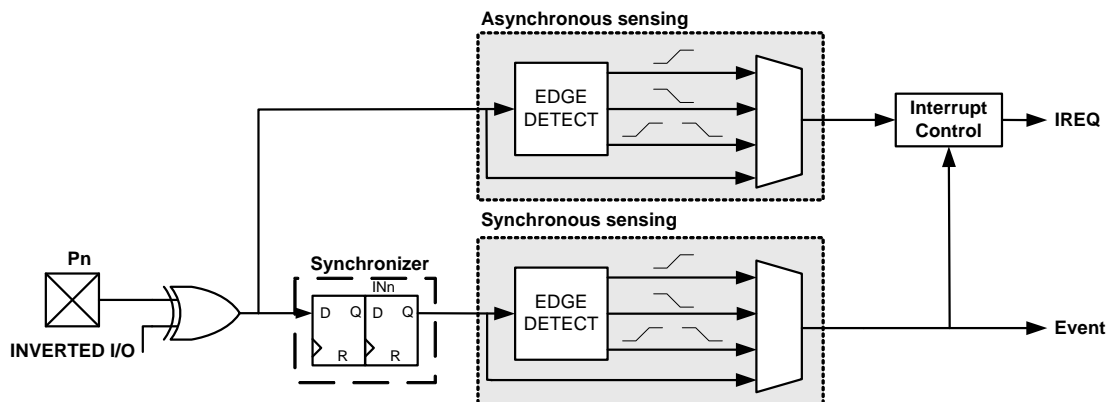 Asynchronous sensing
EDGE
DETECT
Interrupt
Control
IREQ
Synchronous sensing
Pn
Synchronizer
INn
D Q D Q
R R
EDGE
DETECT
INVERTED I/O
Event